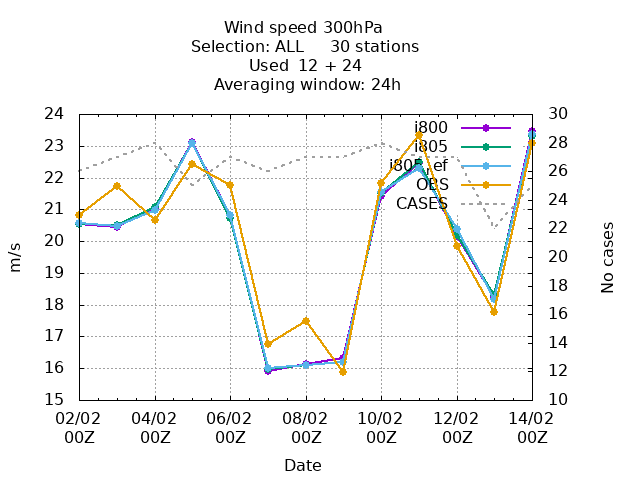 Wind speed 300hPa
Selection: ALL 30 stations
Used 12 + 24
Averaging window: 24h
24
23
22
21
20
19
18
17
16
15
m/s
30
28
26
24
22
20
18
16
14
12
10
No cases
i800
i805
OBS
CASES
02/02 04/02 06/02 08/02 10/02 12/02 14/02
00Z 00Z 00Z 00Z 00Z 00Z 00Z
Date